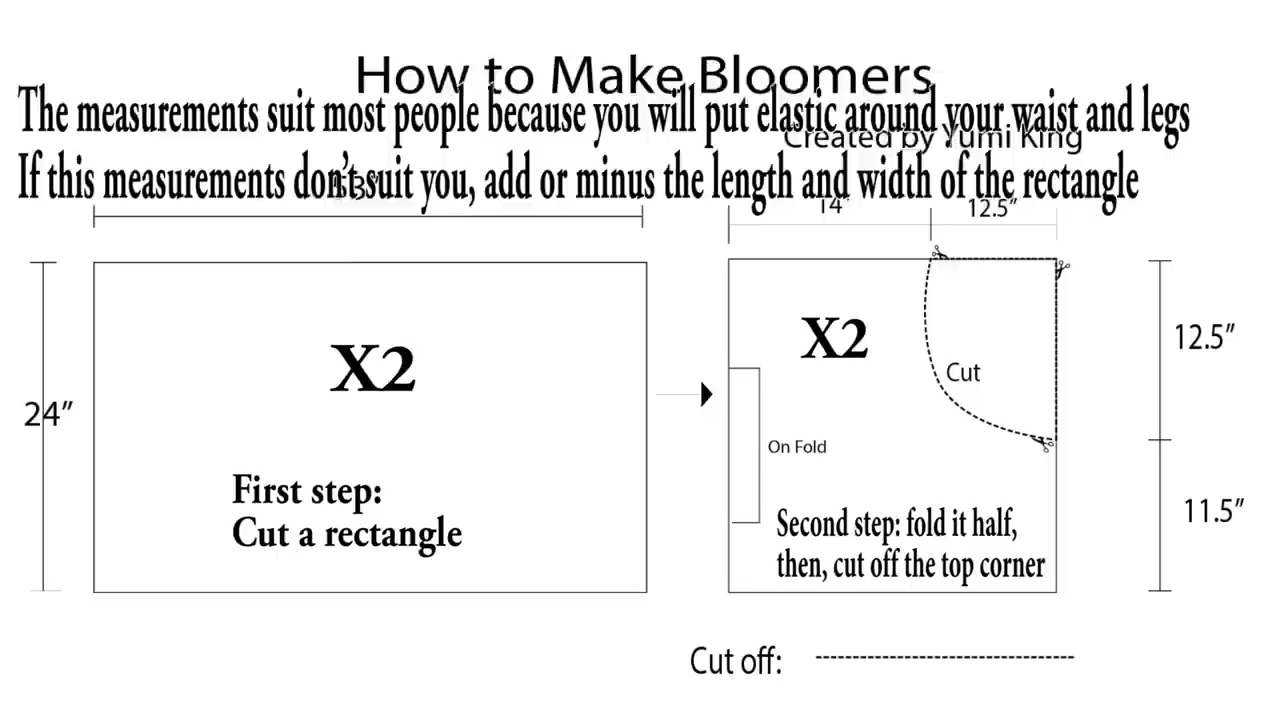 How to Make Bloomers
The measurements suit most people because you will put elastic around your waist and legs
Created by Yumi King
If this measurements don't suit you, add or minus the length and width of the rectangle
14"
12.5"
24"
X2
First step:
Cut a rectangle
X2
Cut
On Fold
Second step: fold it half,
then, cut off the top corner
12.5"
11.5"
Cut off: